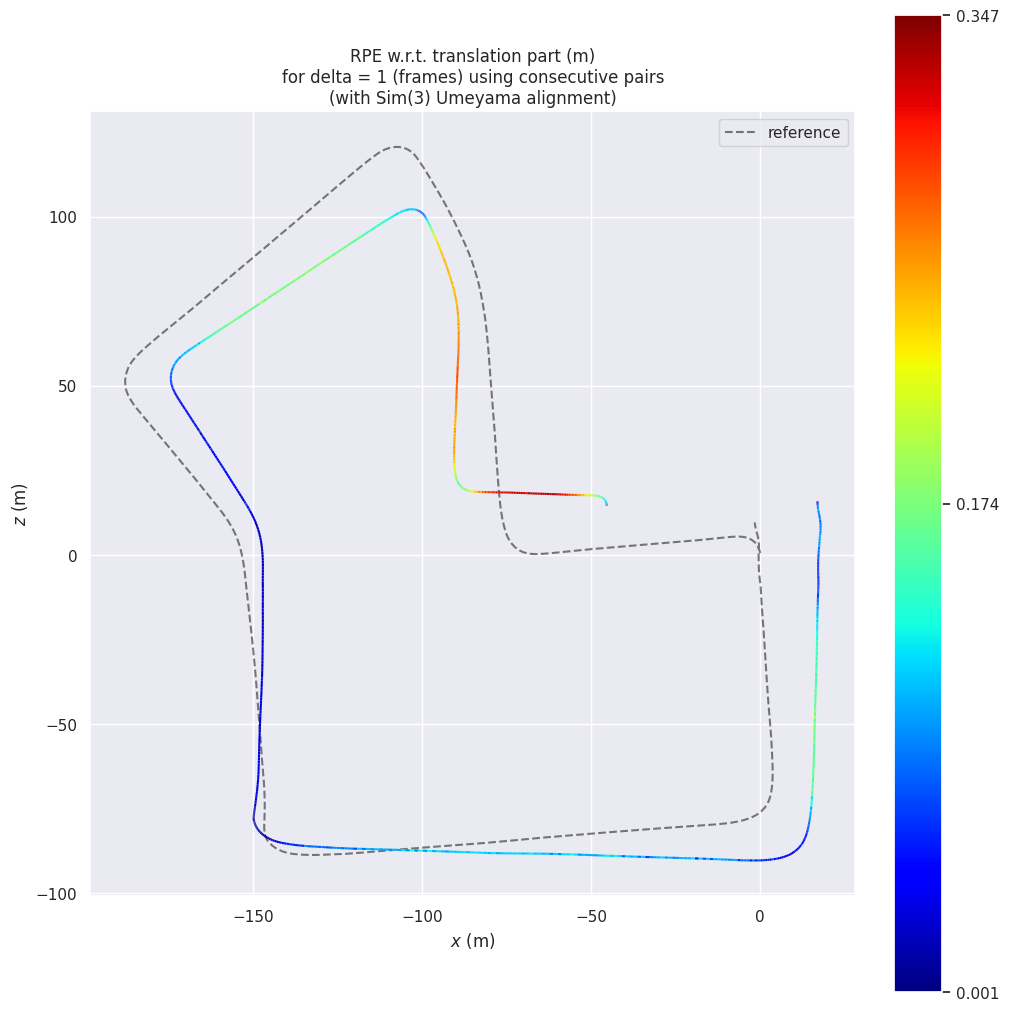 RPE w.r.t. translation part (m)
for delta = 1 (frames) using consecutive pairs
(with Sim(3) Umeyama alignment)
reference
z (m)
100
50
0
−50
−100
−150
−100
−50
0
x (m)
0.347
0.174
0.001